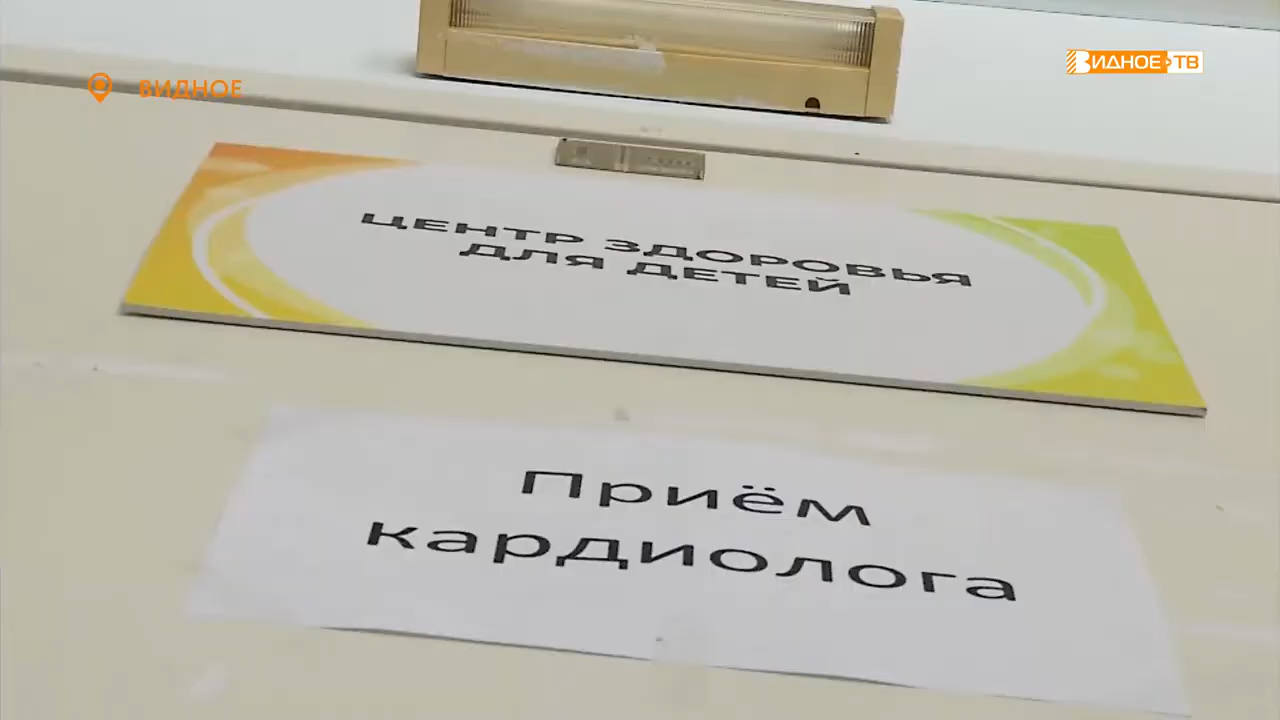 ВИДНОЕ
ВИДНОЕ ТВ
ЦЕНТР ЗДОРОВЬЯ
ДЛЯ ДЕТЕЙ
Приём
кардиолога